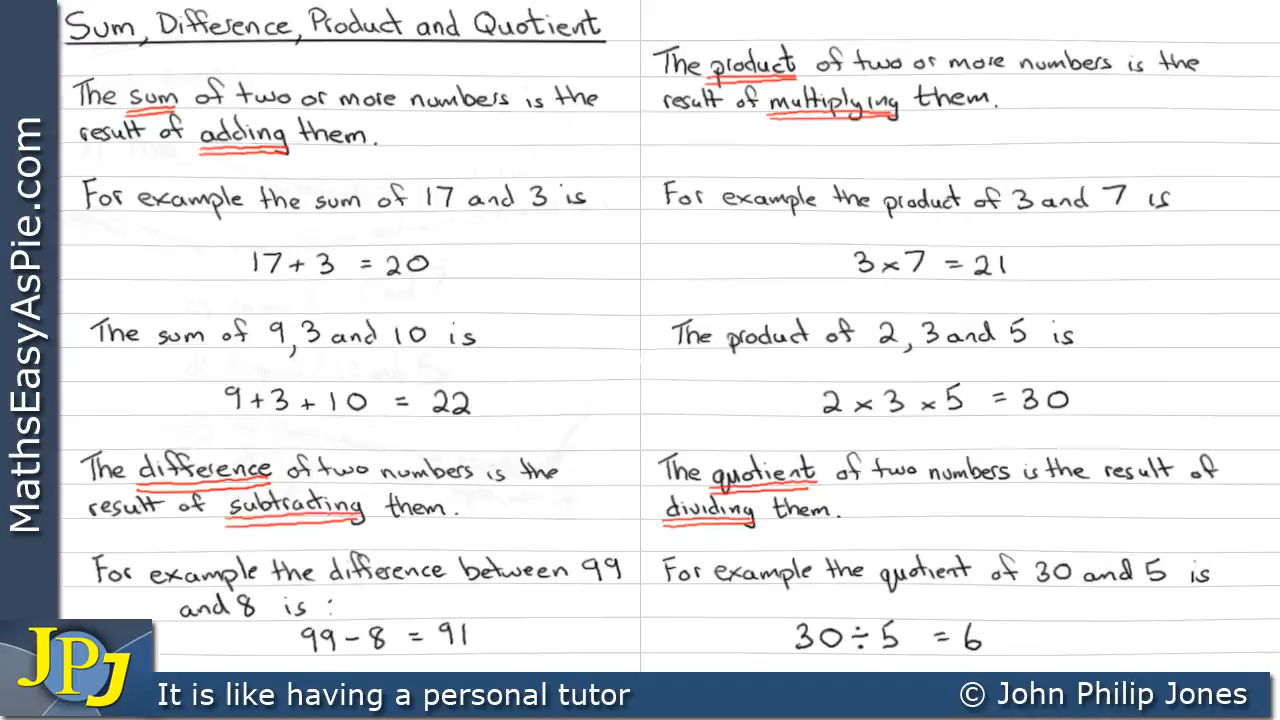 Sum, Difference, Product and Quotient
The sum of two or more numbers is the
result of adding them.
For example the sum of 17 and 3 is
17 + 3 = 20
The sum of 9, 3 and 10 is
9 + 3 + 10 = 22
The difference of two numbers is the
result of subtracting them.
For example the difference between 99
and 8 is :
99 - 8 = 91
The product of two or more numbers is the
result of multiplying them.
For example the product of 3 and 7 is
3 × 7 = 21
The product of 2, 3 and 5 is
2 × 3 × 5 = 30
The quotient of two numbers is the result of
dividing them.
For example the quotient of 30 and 5 is
30 ÷ 5 = 6
MathsEasyAsPie.com
JPJ
It is like having a personal tutor
© John Philip Jones